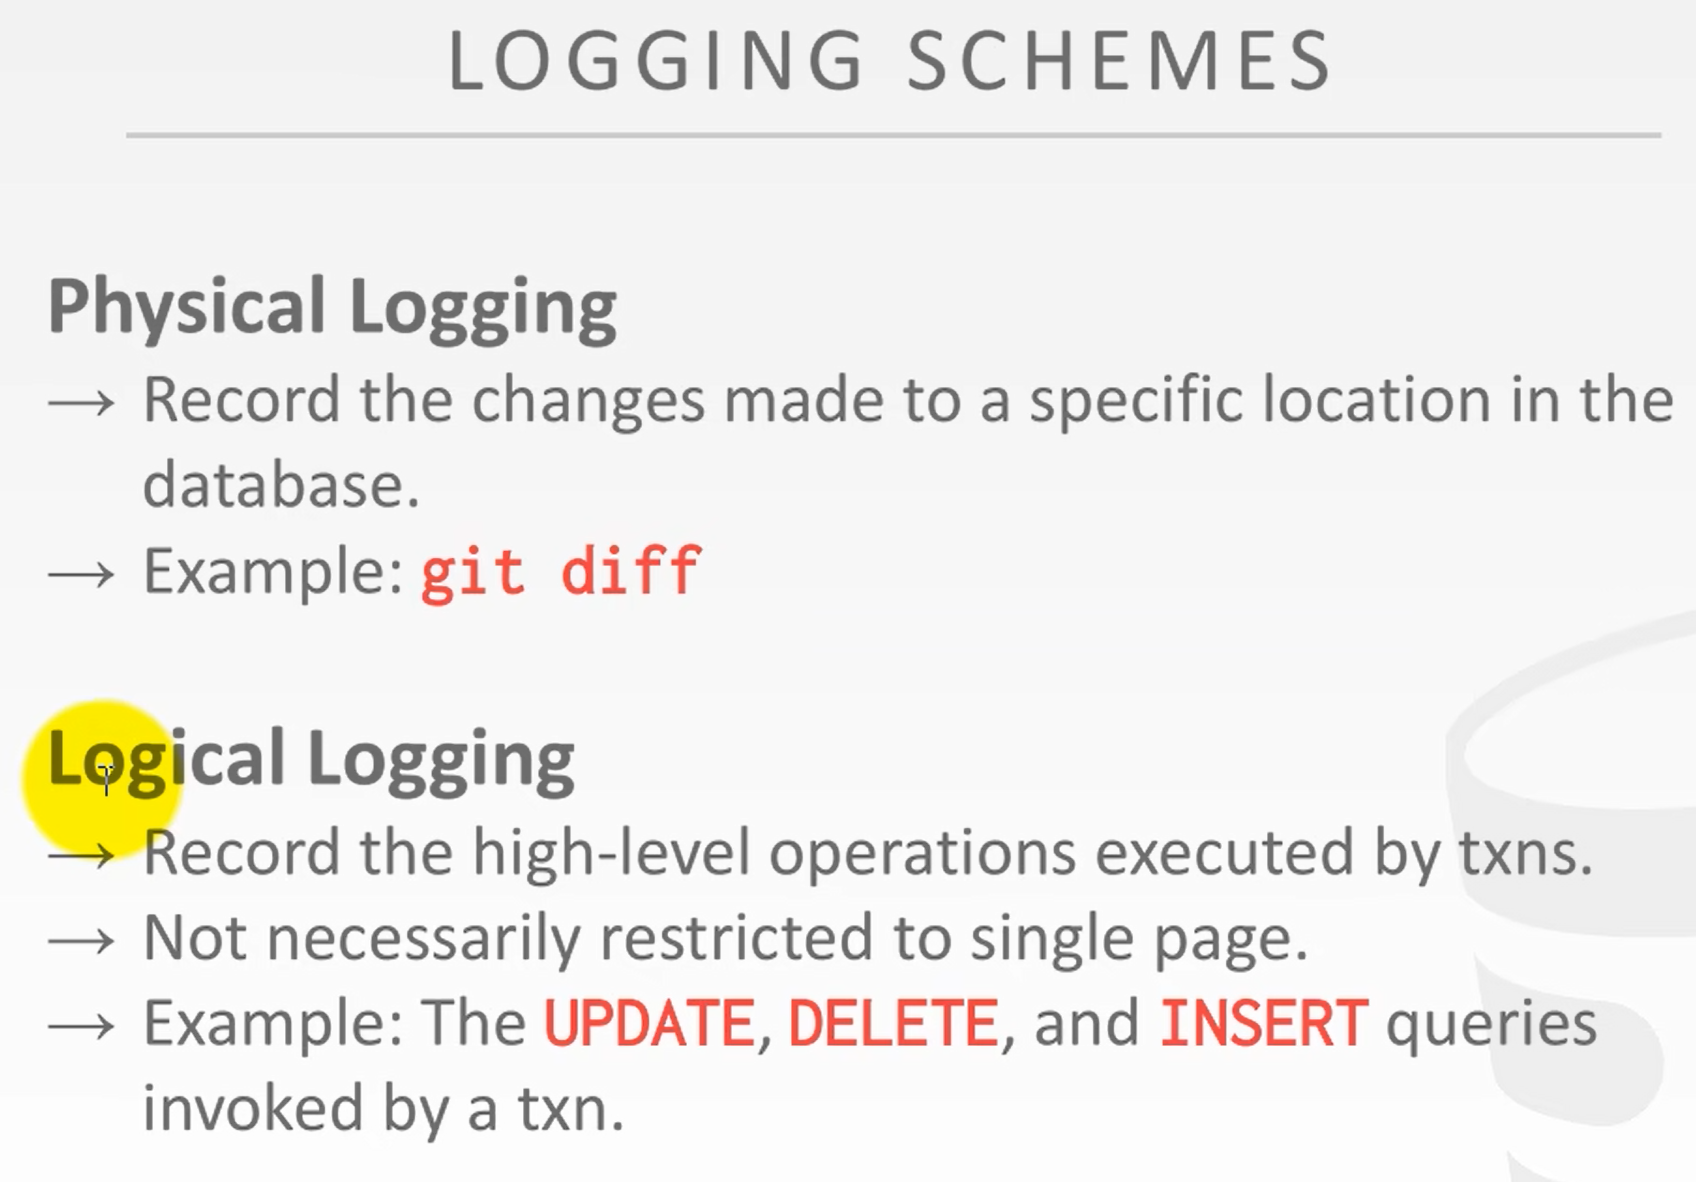 LOGGING SCHEMES
Physical Logging
→ Record the changes made to a specific location in the
database.
→ Example: git diff
Logical Logging
→ Record the high-level operations executed by txns.
→ Not necessarily restricted to single page.
→ Example: The UPDATE, DELETE, and INSERT queries
invoked by a txn.